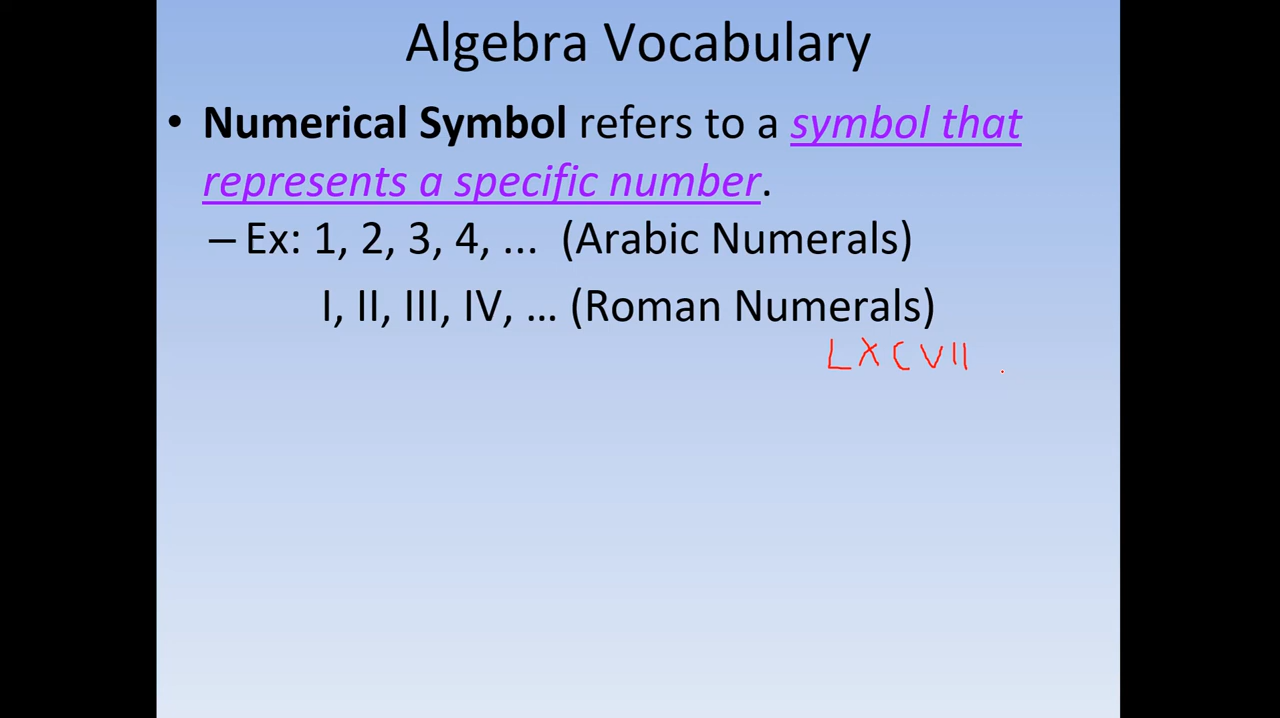 Algebra Vocabulary
• Numerical Symbol refers to a symbol that
represents a specific number.
– Ex: 1, 2, 3, 4, ... (Arabic Numerals)
I, II, III, IV, … (Roman Numerals)
LXCVII